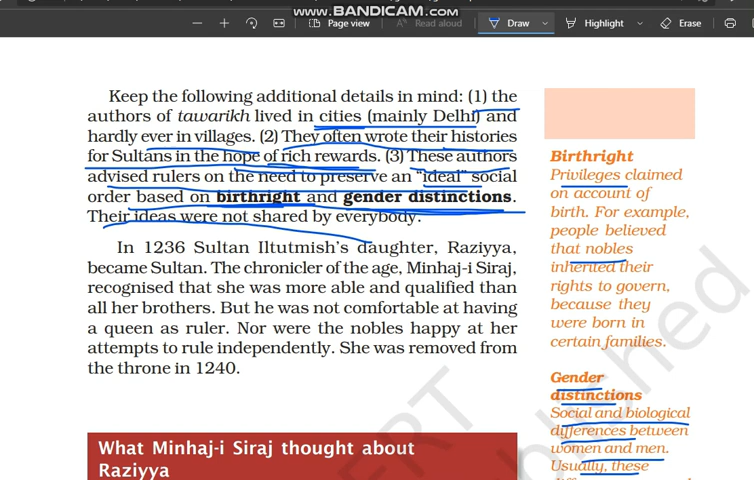 www.BANDICAM.com
Page view
Read aloud
Draw
Highlight
Erase
Keep the following additional details in mind: (1) the
authors of tawarikh lived in cities (mainly Delhi) and
hardly ever in villages. (2) They often wrote their histories
for Sultans in the hope of rich rewards. (3) These authors
advised rulers on the need to preserve an "ideal" social
order based on birthright and gender distinctions.
Their ideas were not shared by everybody.
In 1236 Sultan Iltutmish's daughter, Raziyya,
became Sultan. The chronicler of the age, Minhaj-i Siraj,
recognised that she was more able and qualified than
all her brothers. But he was not comfortable at having
a queen as ruler. Nor were the nobles happy at her
attempts to rule independently. She was removed from
the throne in 1240.
What Minhaj-i Siraj thought about
Raziyya
Birthright
Privileges claimed
on account of
birth. For example,
people believed
that nobles
inherited their
rights to govern,
because they
were born in
certain families.
Gender
distinctions
Social and biological
differences between
women and men.
Usually, these